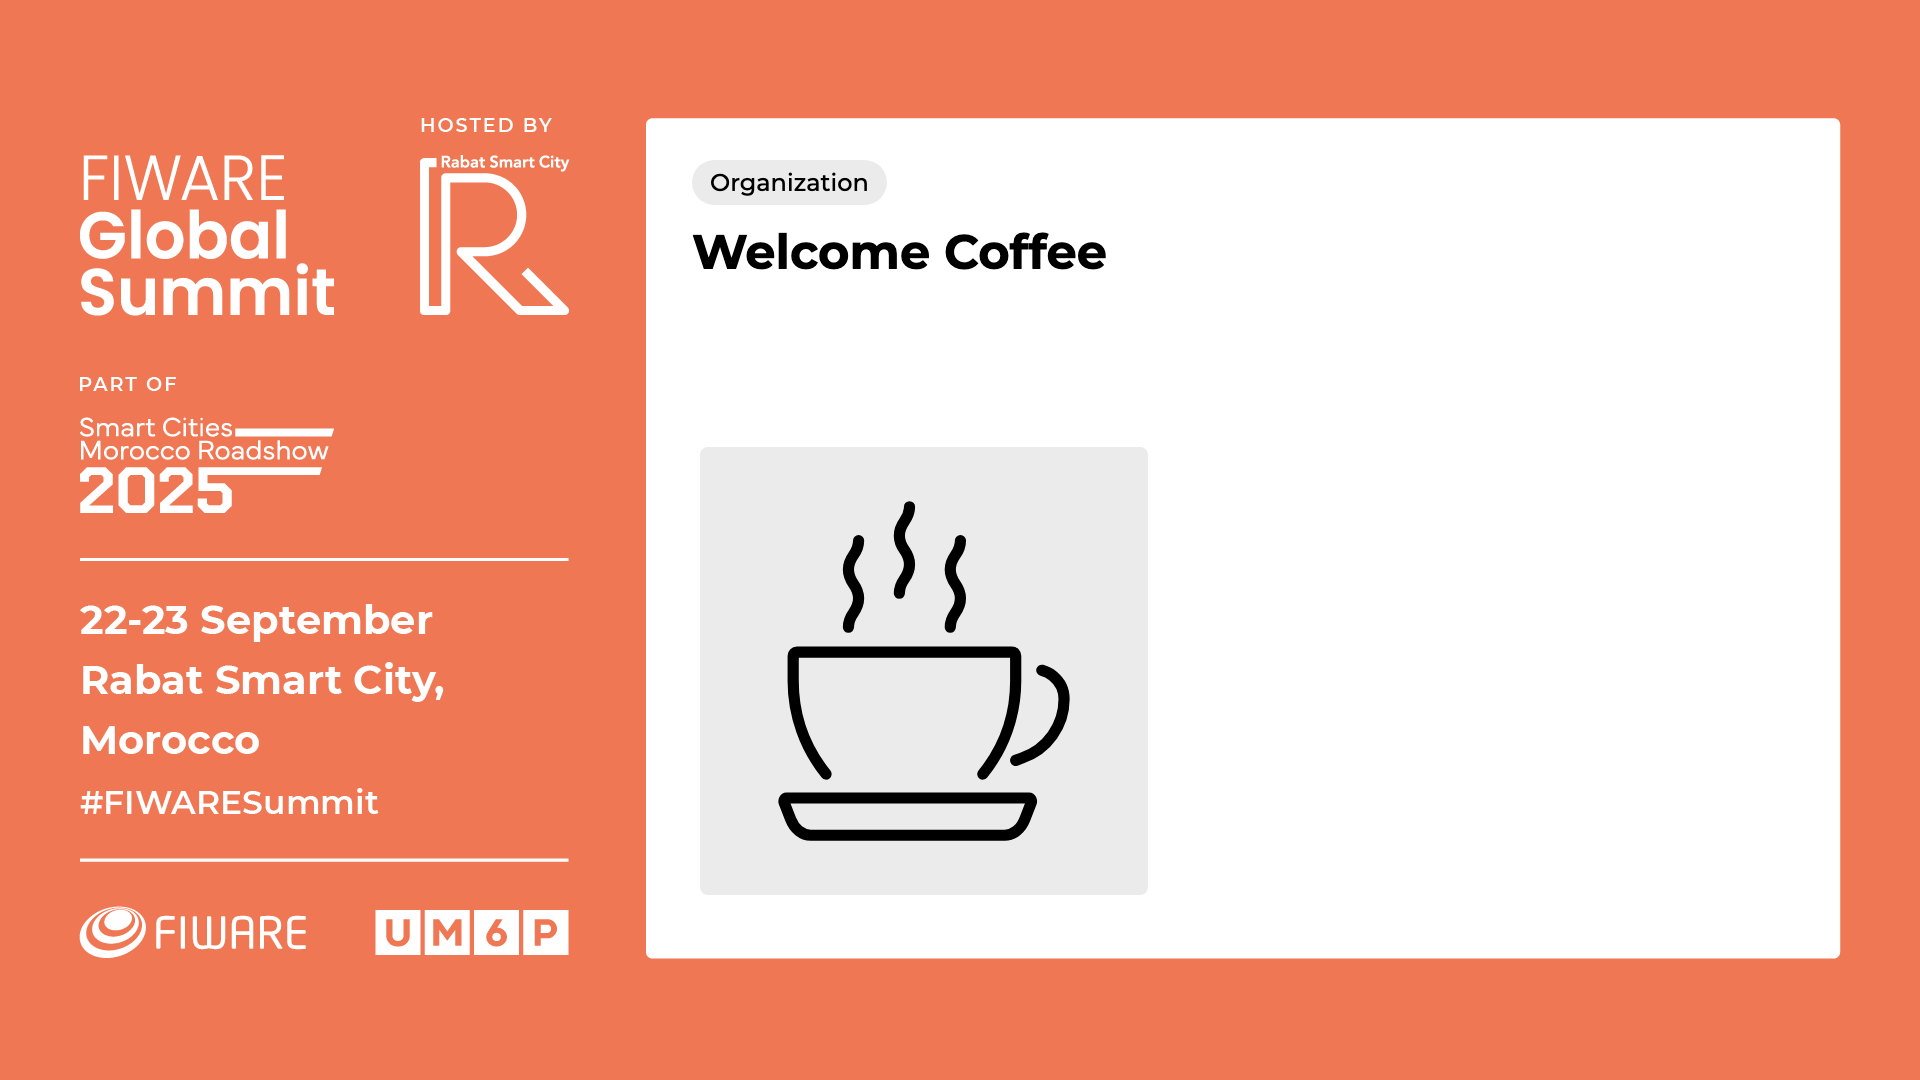 FIWARE
Global
Summit
HOSTED BY
Rabat Smart City
R
PART OF
Smart Cities
Morocco Roadshow
2025
22-23 September
Rabat Smart City,
Morocco
#FIWARESummit
FIWARE
UM6P
Organization
Welcome Coffee